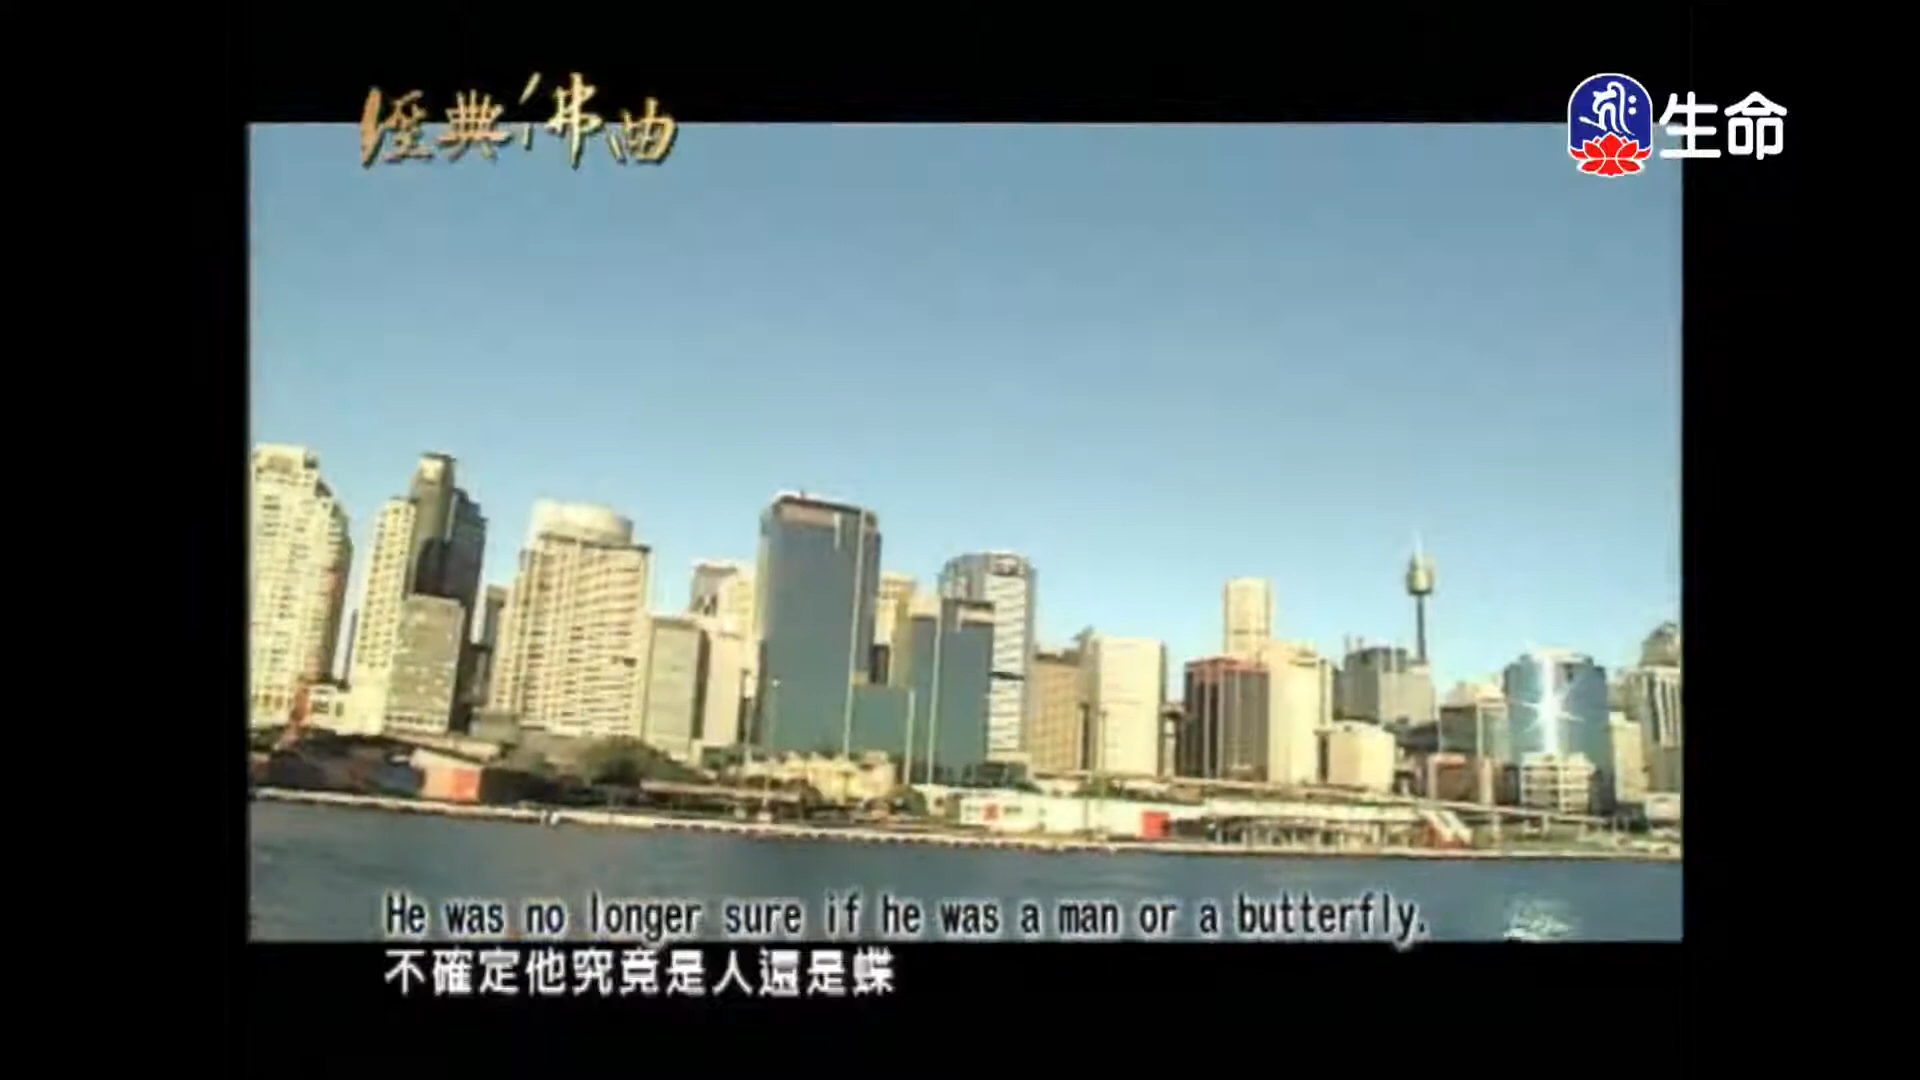 經典佛曲
生命
He was no longer sure if he was a man or a butterfly.
不確定他究竟是人還是蝶